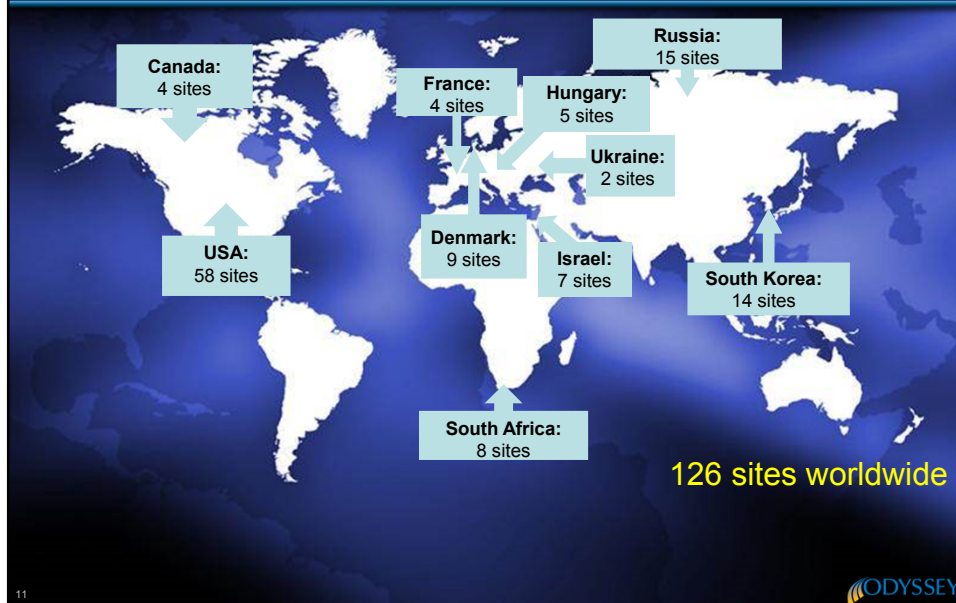 Russia:
15 sites
Canada:
4 sites
France:
4 sites
Hungary:
5 sites
Ukraine:
2 sites
Denmark:
9 sites
Israel:
7 sites
USA:
58 sites
South Korea:
14 sites
South Africa:
8 sites
126 sites worldwide
11
ODYSSEY